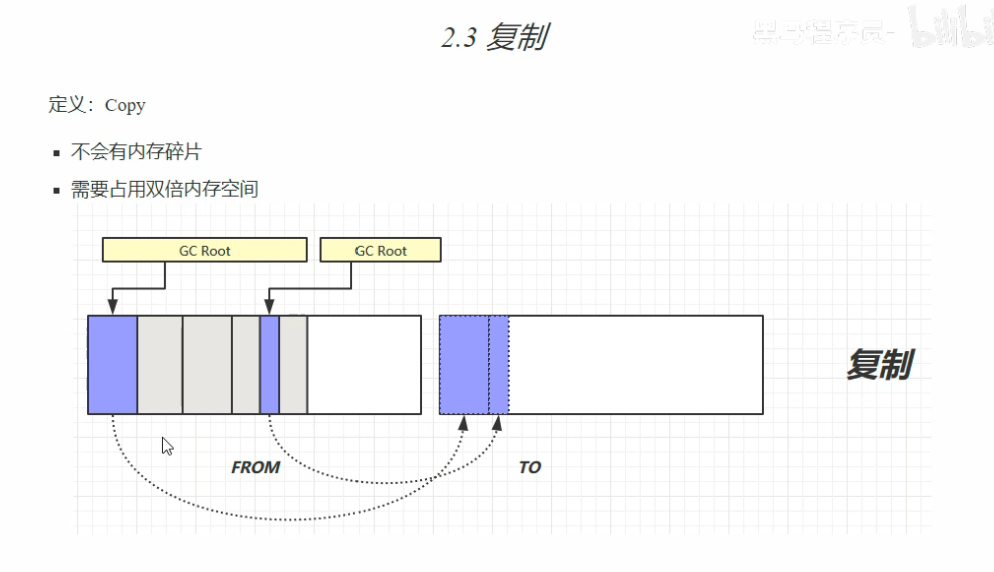 2.3 复制
黑马程序员-
bilibili
定义：Copy
不会有内存碎片
需要占用双倍内存空间
GC Root
GC Root
复制
FROM
TO